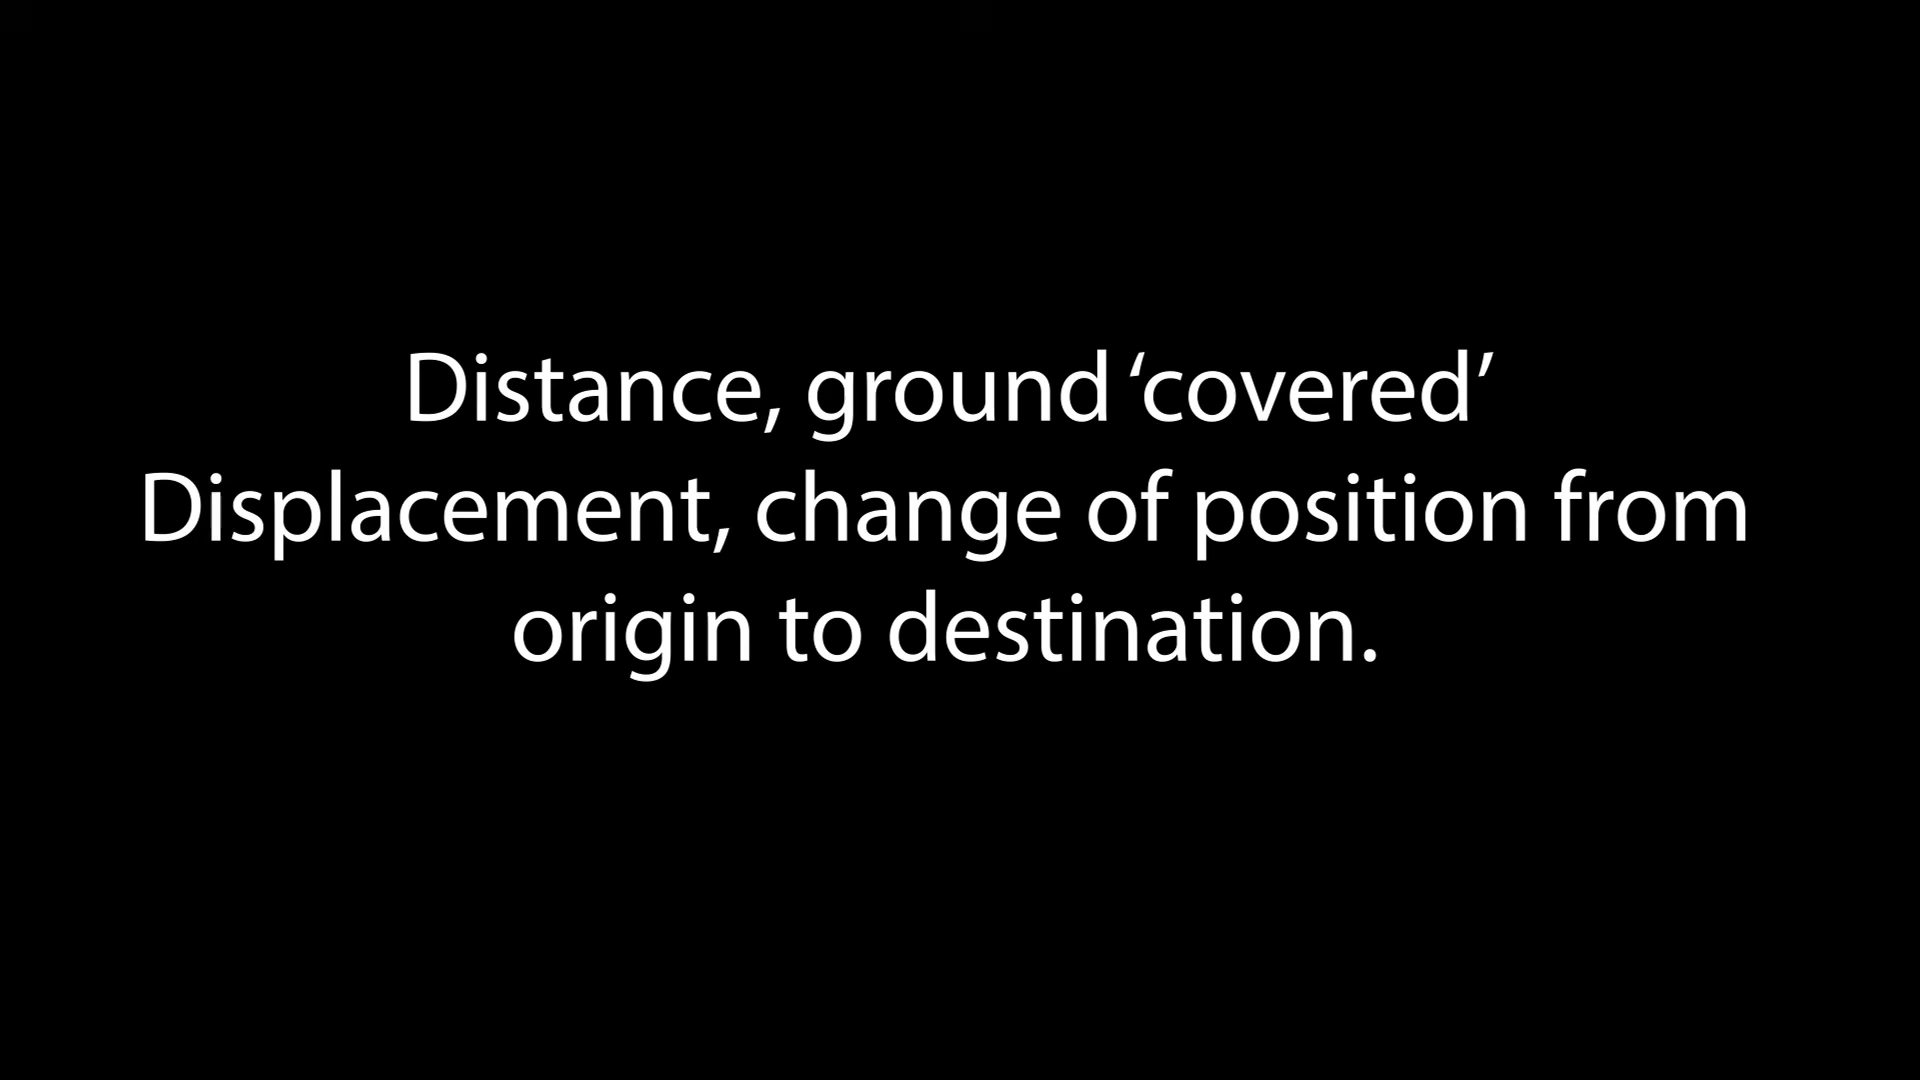 Distance, ground ‘covered’
Displacement, change of position from
origin to destination.